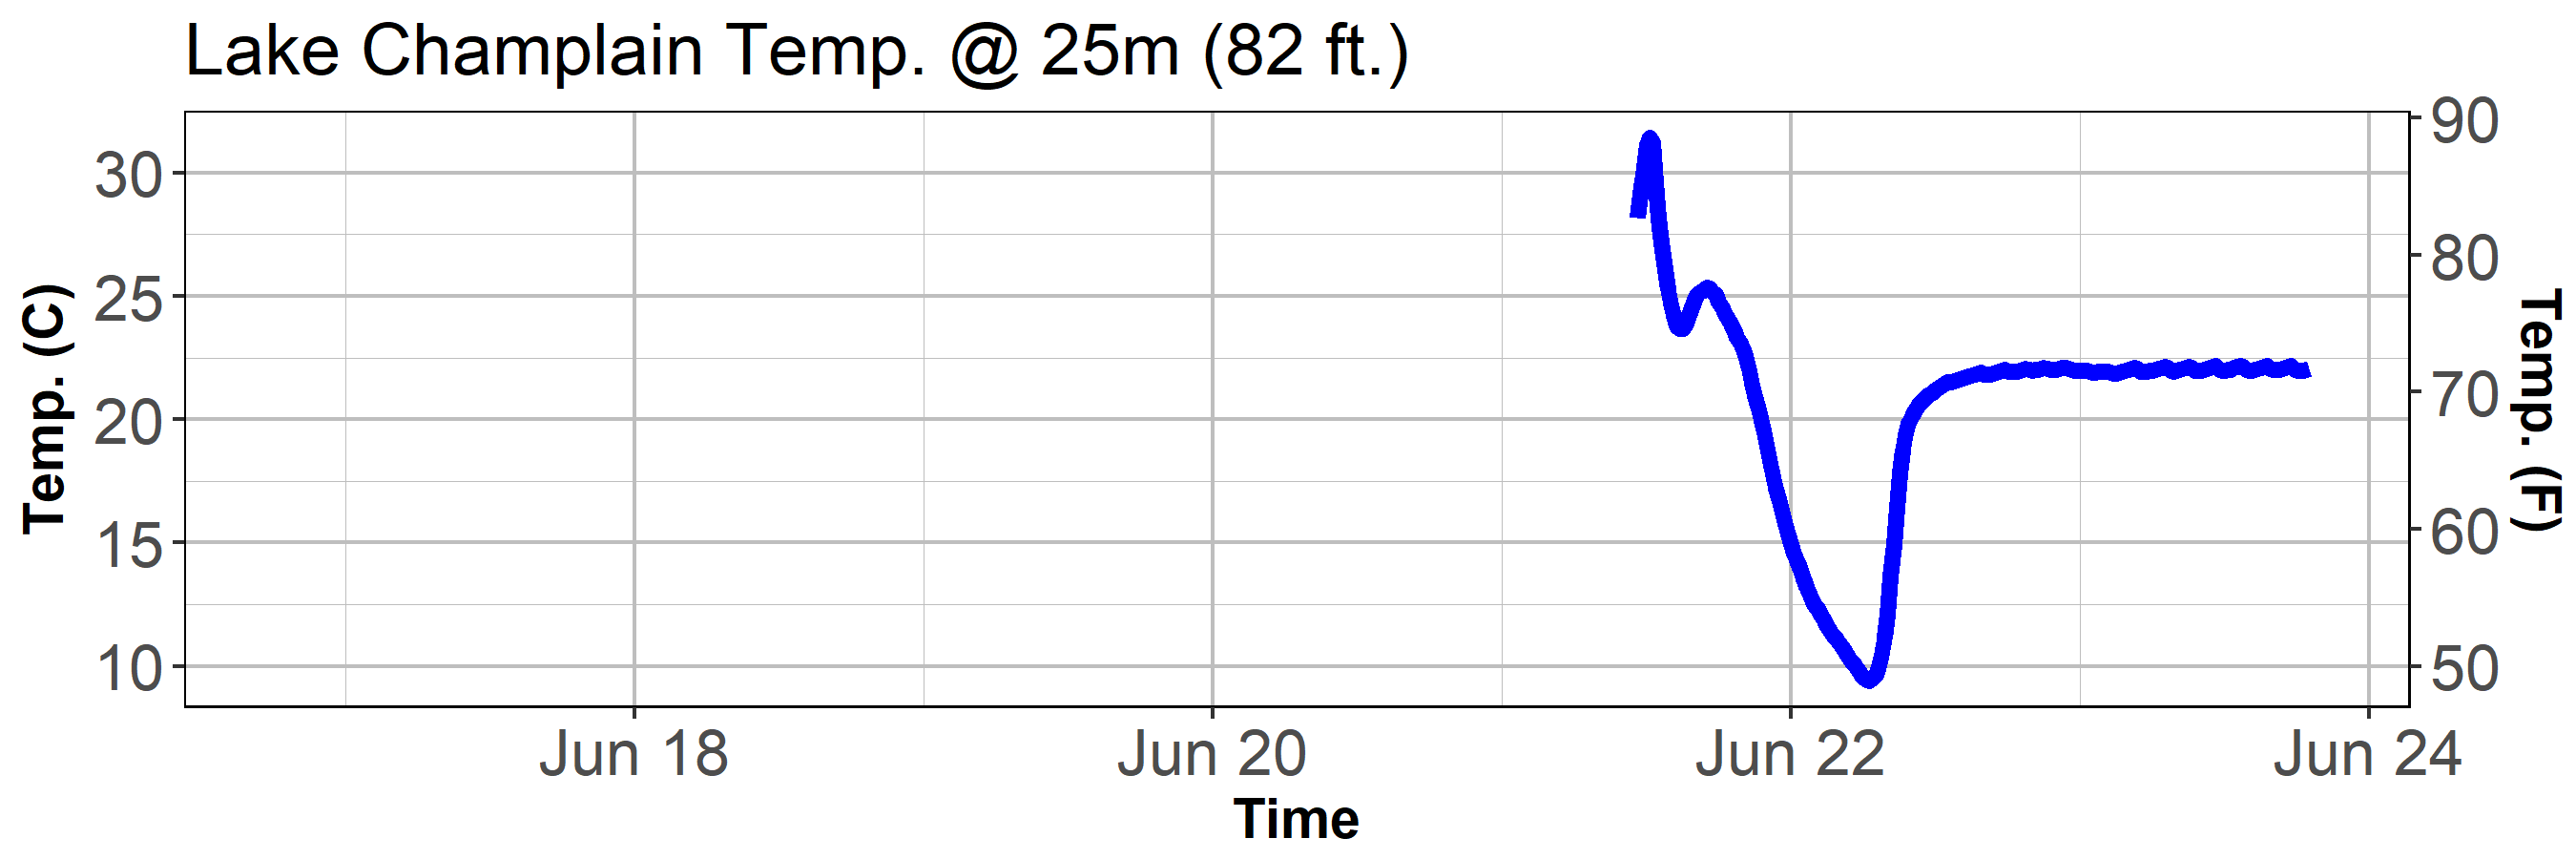 Lake Champlain Temp. @ 25m (82 ft.)
90
30
80
25
70
20
60
15
50
10
Temp. (C)
Temp. (F)
Jun 18 Jun 20 Jun 22 Jun 24
Time